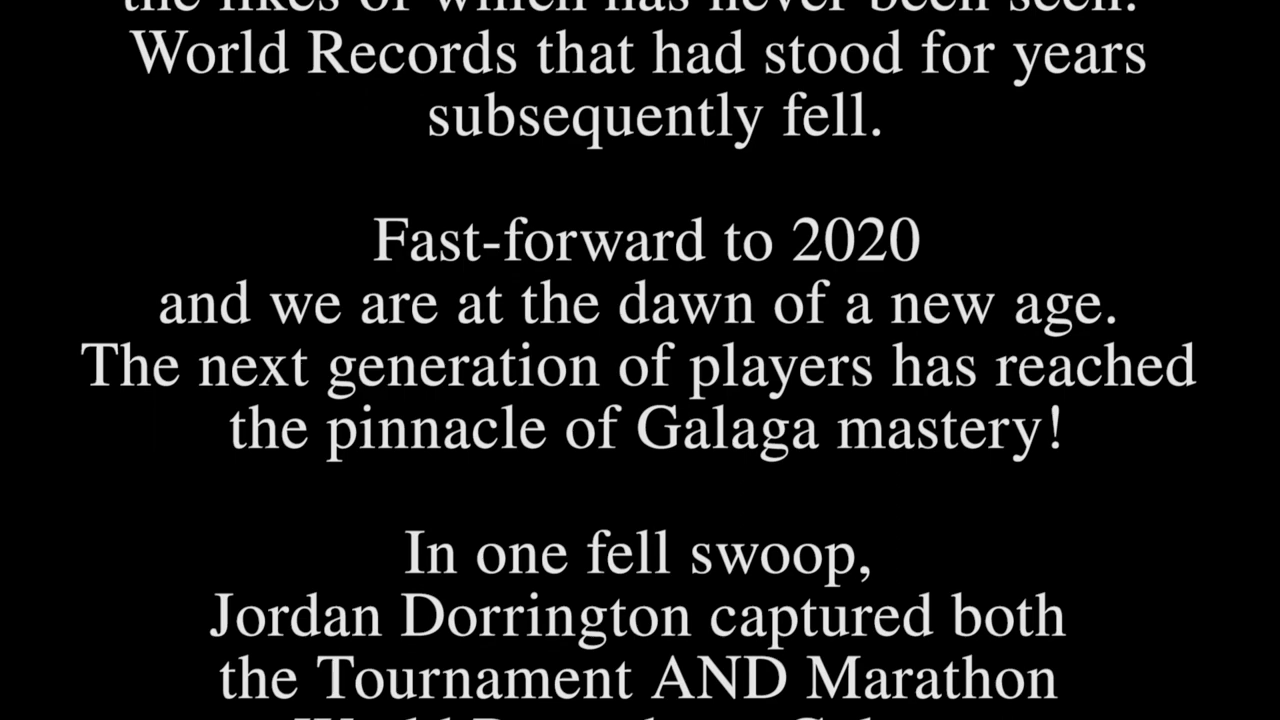 the likes of which has never been seen.
World Records that had stood for years
subsequently fell.
Fast-forward to 2020
and we are at the dawn of a new age.
The next generation of players has reached
the pinnacle of Galaga mastery!
In one fell swoop,
Jordan Dorrington captured both
the Tournament AND Marathon